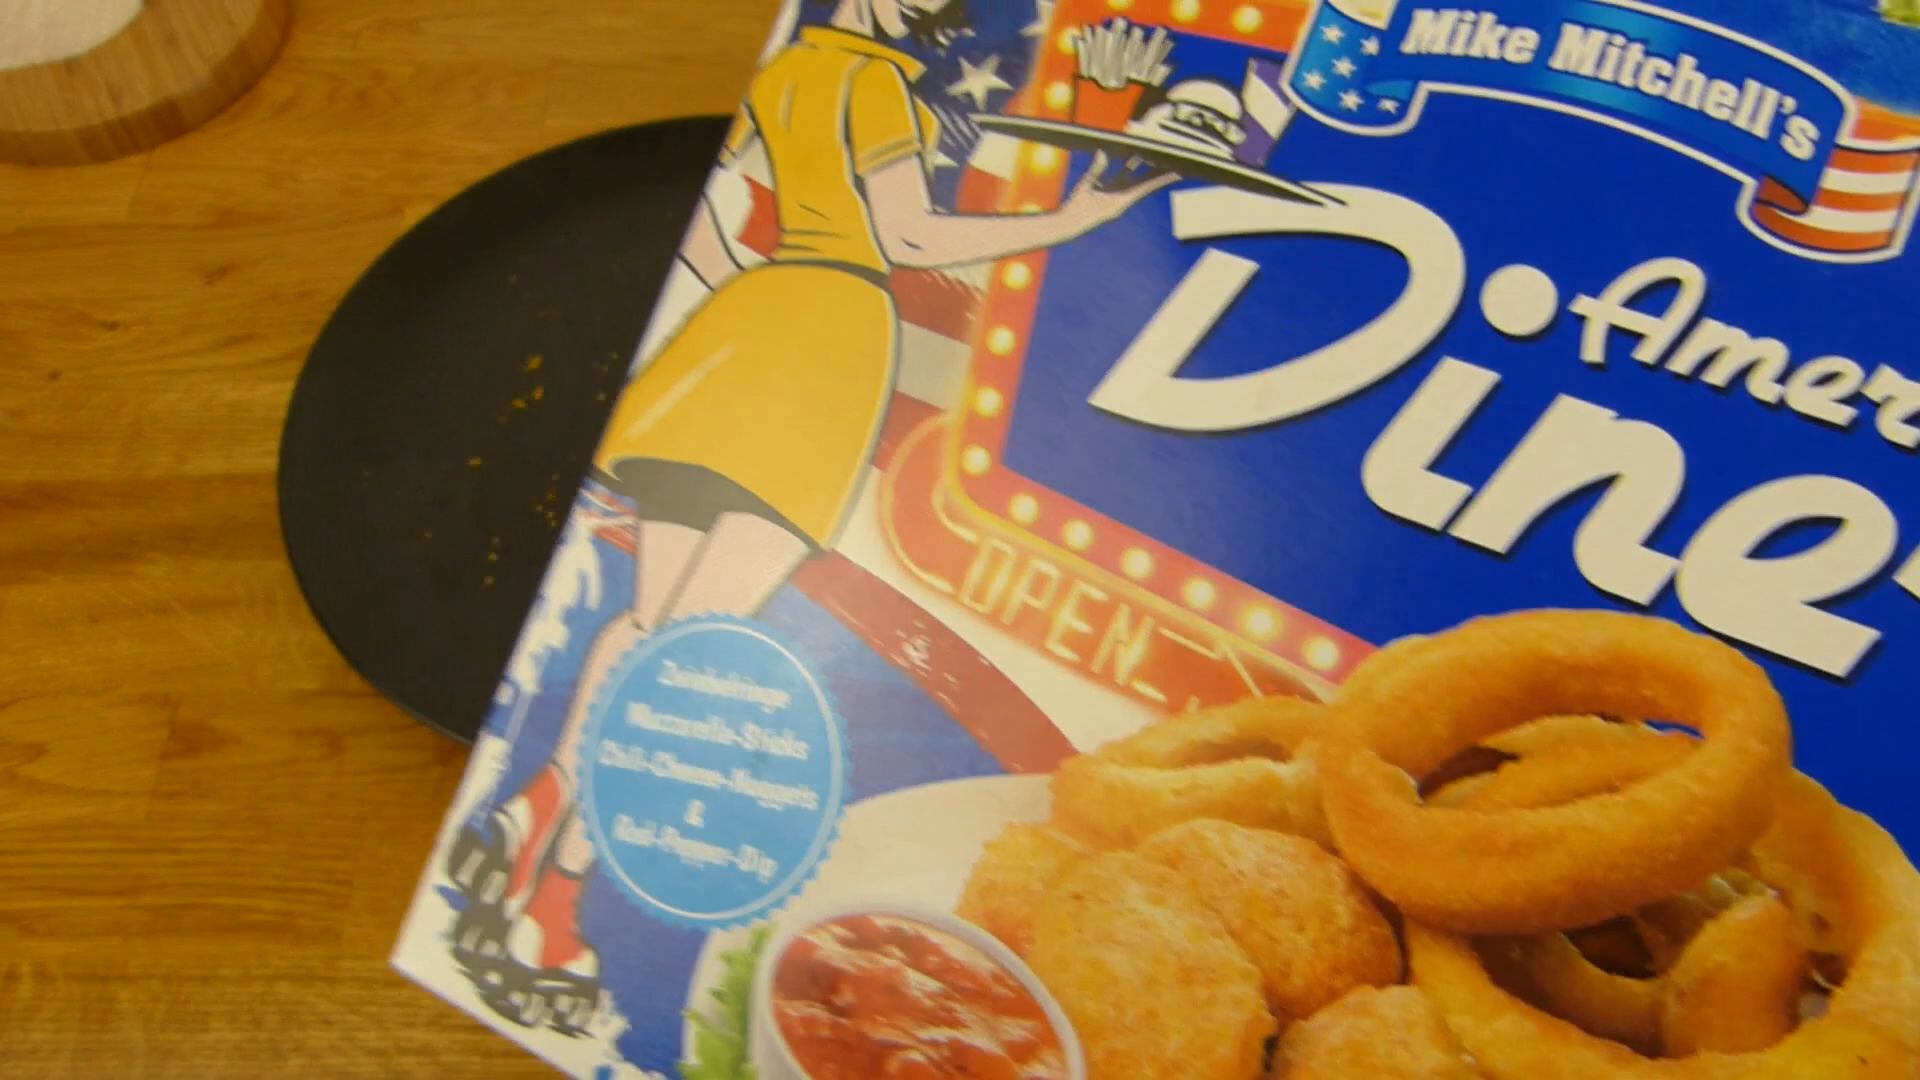 Mike Mitchell's
Amer
Dine
OPEN
Zwiebelringe
Mozzarella-Sticks
Chili-Cheese-Nuggets
&
Red-Pepper-Dip